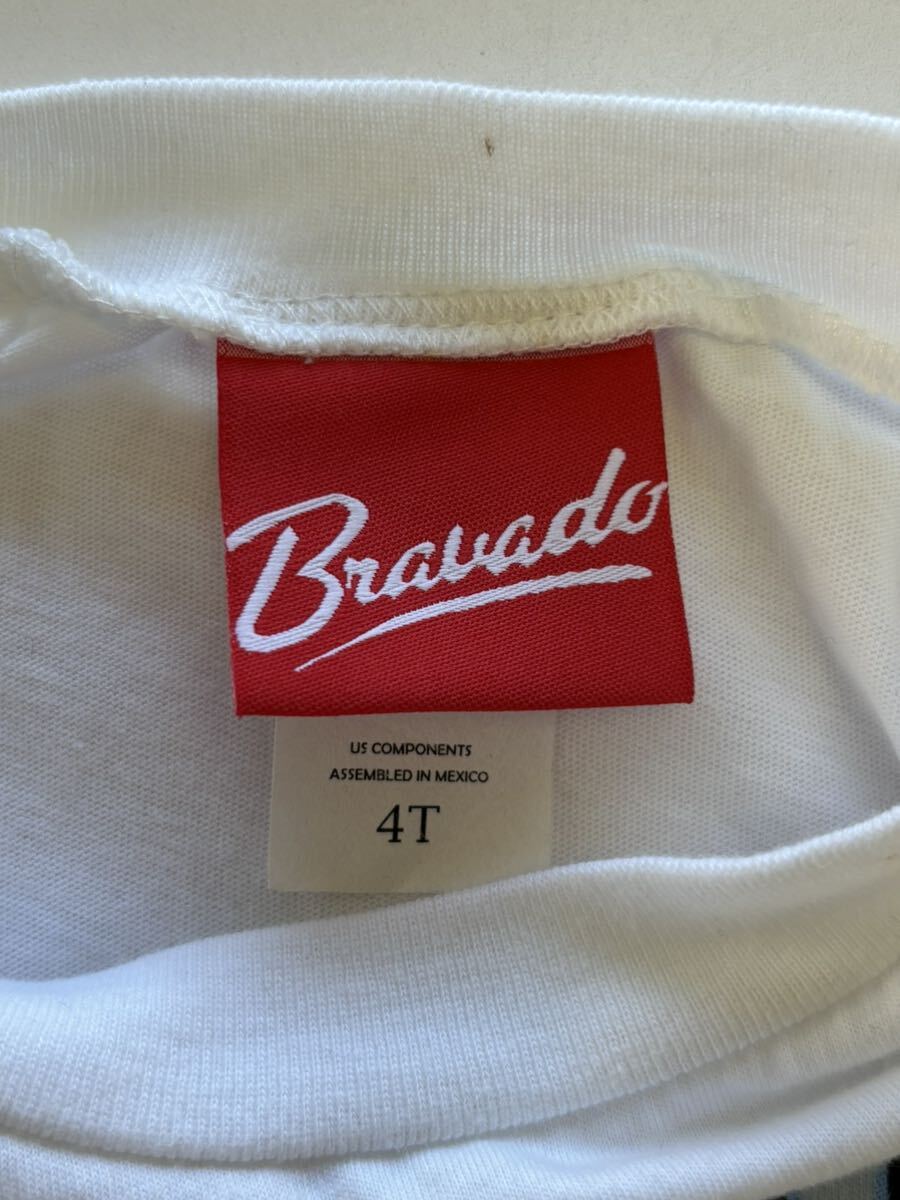 Bravado
US COMPONENTS
ASSEMBLED IN MEXICO
4T